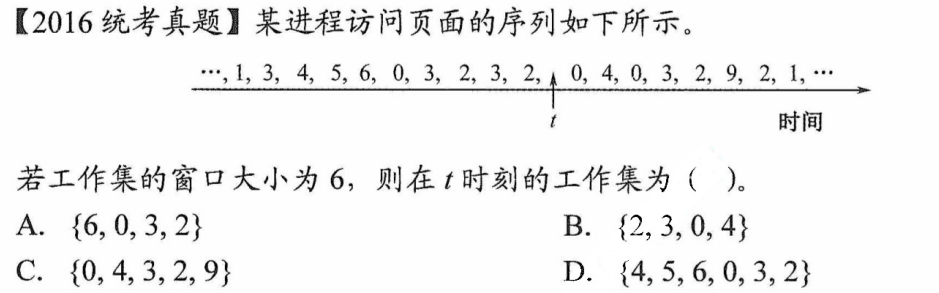 【2016统考真题】某进程访问页面的序列如下所示。
…, 1, 3, 4, 5, 6, 0, 3, 2, 3, 2, 0, 4, 0, 3, 2, 9, 2, 1, …
t
时间
若工作集的窗口大小为 6，则在 t 时刻的工作集为（ ）。
A. {6, 0, 3, 2}
B. {2, 3, 0, 4}
C. {0, 4, 3, 2, 9}
D. {4, 5, 6, 0, 3, 2}